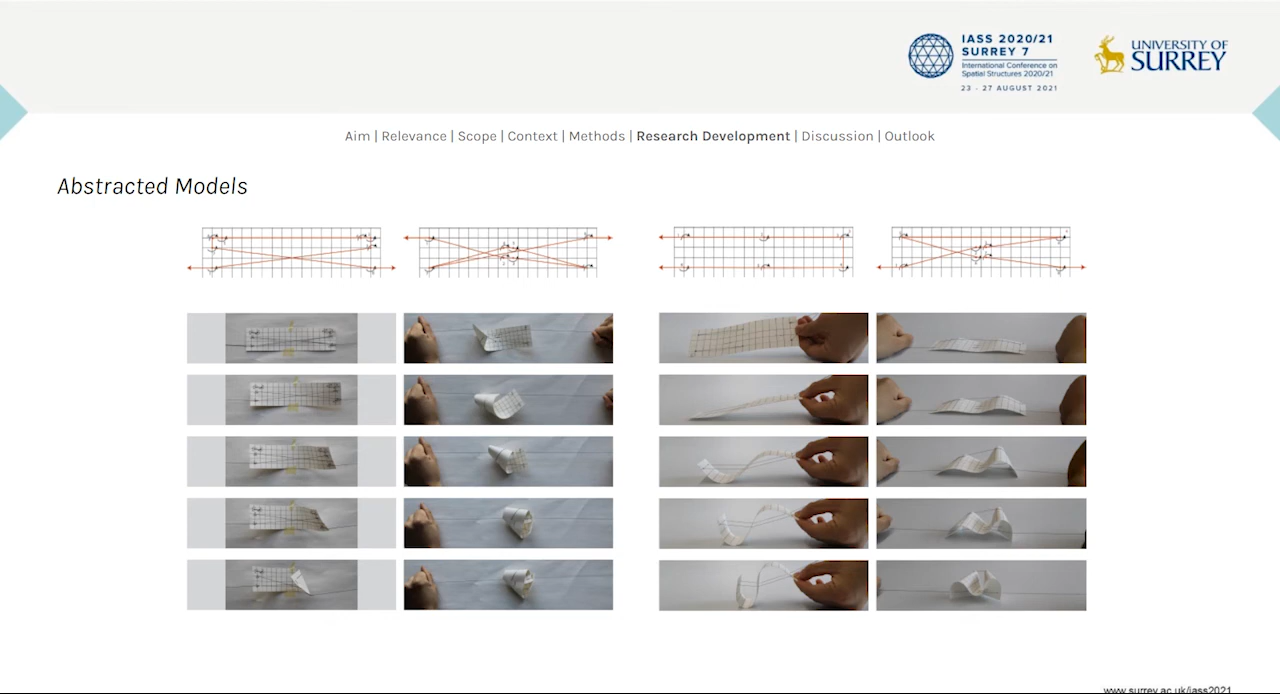 IASS 2020/21
SURREY 7
International Conference on
Spatial Structures 2020/21
23 - 27 AUGUST 2021
UNIVERSITY OF
SURREY
Aim | Relevance | Scope | Context | Methods | Research Development | Discussion | Outlook
Abstracted Models
www.surrey.ac.uk/iass2021